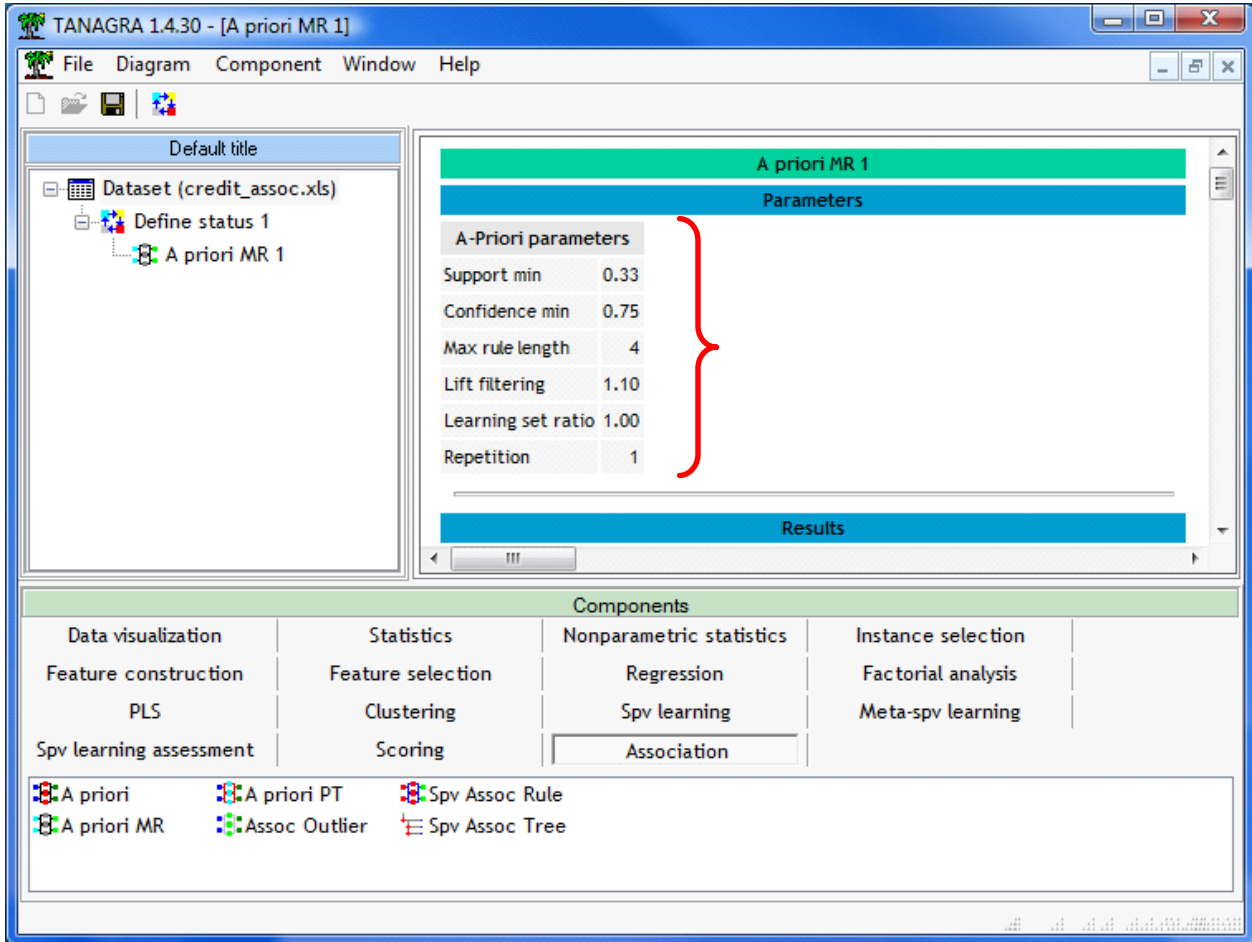 TANAGRA 1.4.30 - [A priori MR 1]
File Diagram Component Window Help
Default title
Dataset (credit_assoc.xls)
Define status 1
A priori MR 1
A priori MR 1
Parameters
A-Priori parameters
Support min 0.33
Confidence min 0.75
Max rule length 4
Lift filtering 1.10
Learning set ratio 1.00
Repetition 1
Results
Components
Data visualization Statistics Nonparametric statistics Instance selection
Feature construction Feature selection Regression Factorial analysis
PLS Clustering Spv learning Meta-spv learning
Spv learning assessment Scoring Association
A priori A priori PT Spv Assoc Rule
A priori MR Assoc Outlier Spv Assoc Tree